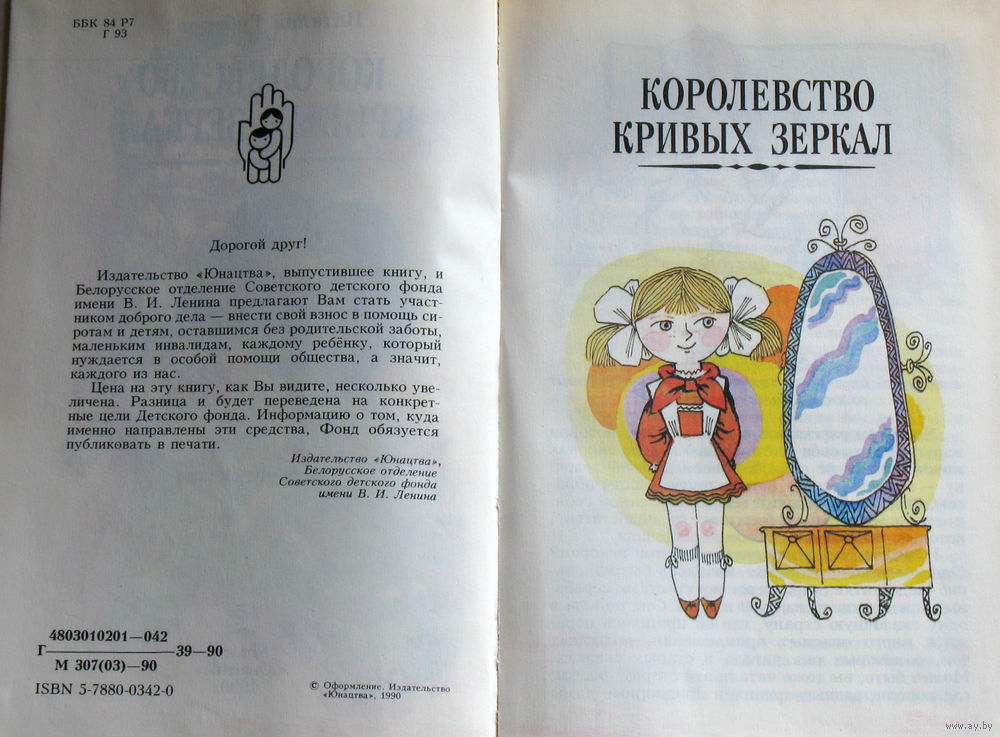 ББК 84 Р7
Г 93
Дорогой друг!
Издательство «Юнацтва», выпустившее книгу, и
Белорусское отделение Советского детского фонда
имени В. И. Ленина предлагают Вам стать участ-
ником доброго дела — внести свой взнос в помощь си-
ротам и детям, оставшимся без родительской заботы,
маленьким инвалидам, каждому ребёнку, который
нуждается в особой помощи общества, а значит,
каждого из нас.
Цена на эту книгу, как Вы видите, несколько уве-
личена. Разница и будет переведена на конкрет-
ные цели Детского фонда. Информацию о том, куда
именно направлены эти средства, Фонд обязуется
публиковать в печати.
Издательство «Юнацтва»,
Белорусское отделение
Советского детского фонда
имени В. И. Ленина
4803010201—042
Г————39—90
М 307(03)—90
ISBN 5-7880-0342-0
© Оформление. Издательство
«Юнацтва», 1990
КОРОЛЕВСТВО
КРИВЫХ ЗЕРКАЛ
www.ay.by